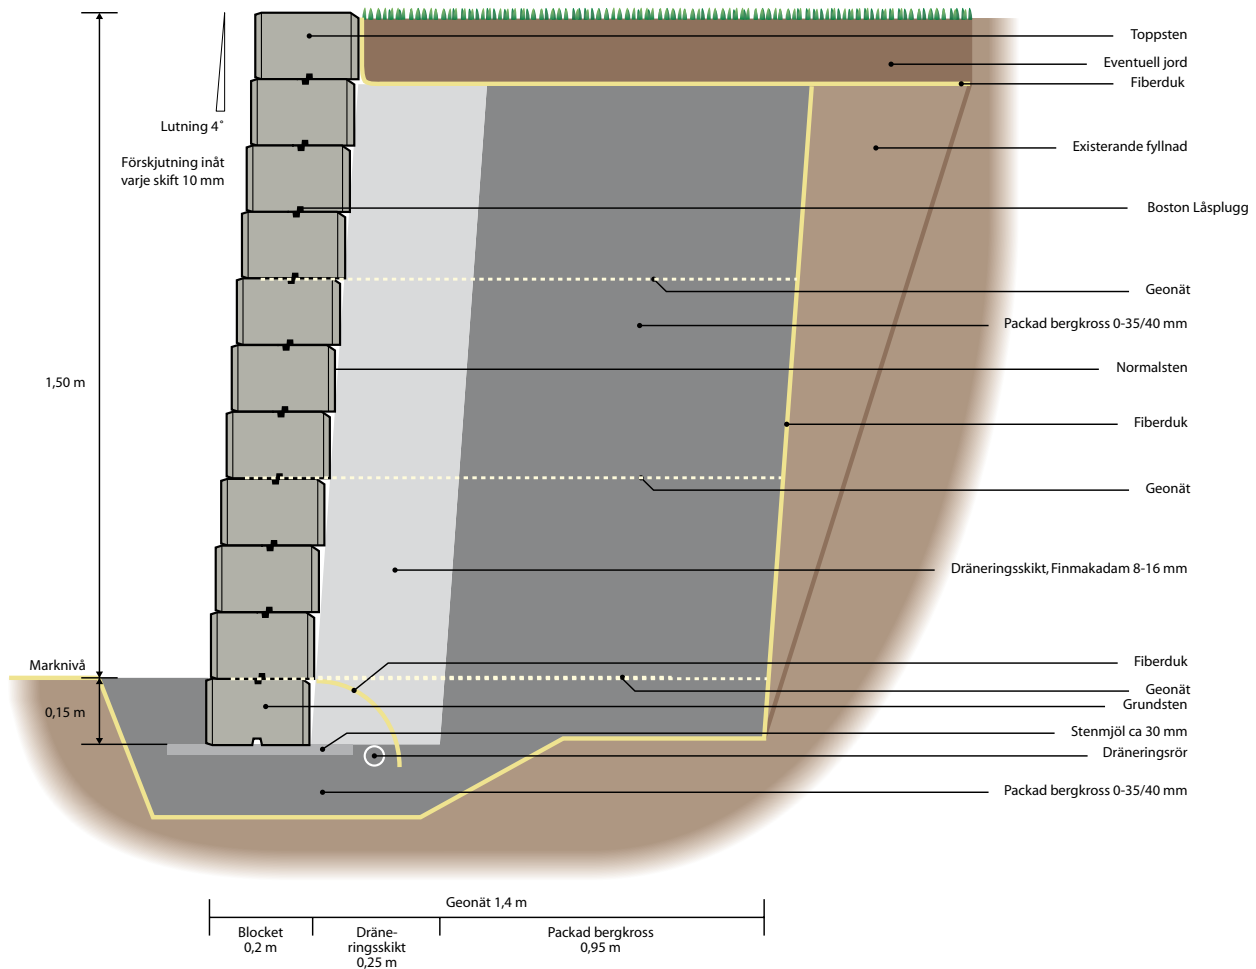 Toppsten
Eventuell jord
Fiberduk
Lutning 4°
Existerande fyllnad
Förskjutning inåt
varje skift 10 mm
Boston Låsplugg
Geonät
Packad bergkross 0-35/40 mm
Normalsten
1,50 m
Fiberduk
Geonät
Dräneringsskikt, Finmakadam 8-16 mm
Marknivå
Fiberduk
Geonät
Grundsten
0,15 m
Stenmjöl ca 30 mm
Dräneringsrör
Packad bergkross 0-35/40 mm
Geonät 1,4 m
Blocket
0,2 m
Dräne-
ringsskikt
0,25 m
Packad bergkross
0,95 m